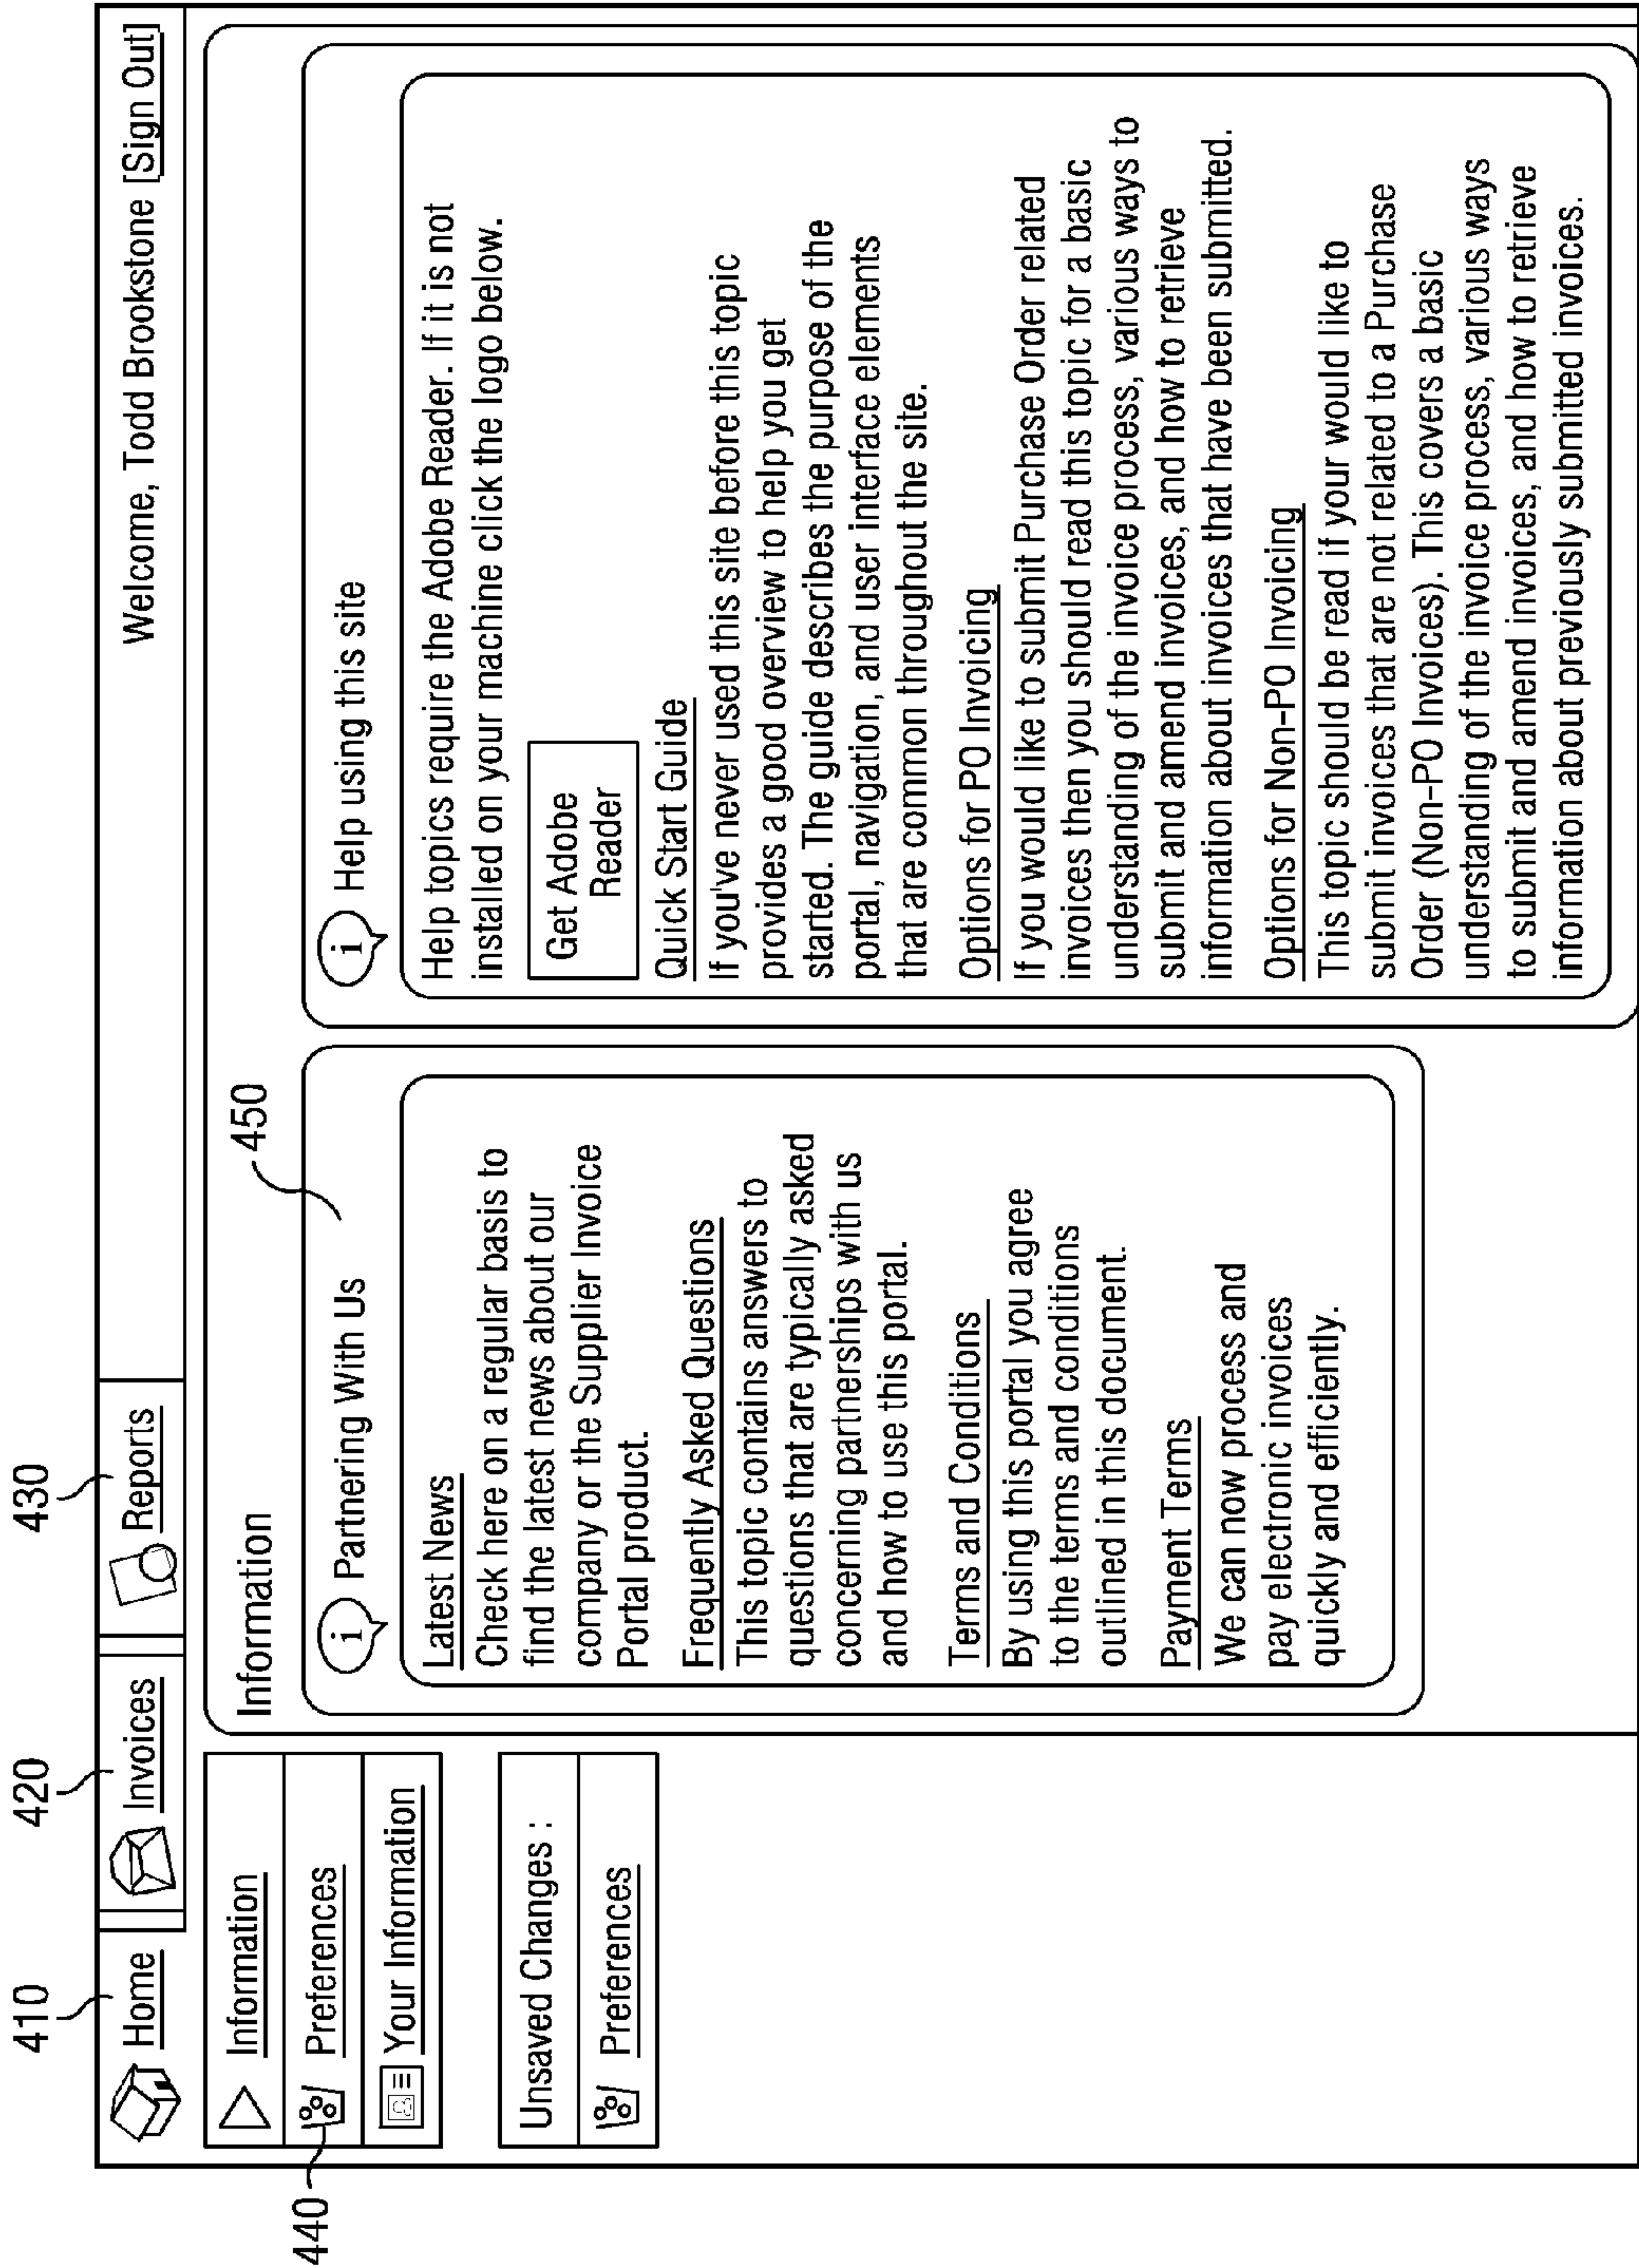 410
420
430
Home
Invoices
Reports
Welcome, Todd Brookstone [Sign Out]
Information
Preferences
Your Information
440
Unsaved Changes :
Preferences
Information
450
i Partnering With Us
Latest News
Check here on a regular basis to
find the latest news about our
company or the Supplier Invoice
Portal product.
Frequently Asked Questions
This topic contains answers to
questions that are typically asked
concerning partnerships with us
and how to use this portal.
Terms and Conditions
By using this portal you agree
to the terms and conditions
outlined in this document.
Payment Terms
We can now process and
pay electronic invoices
quickly and efficiently.
i Help using this site
Help topics require the Adobe Reader. If it is not
installed on your machine click the logo below.
Get Adobe
Reader
Quick Start Guide
If you've never used this site before this topic
provides a good overview to help you get
started. The guide describes the purpose of the
portal, navigation, and user interface elements
that are common throughout the site.
Options for PO Invoicing
If you would like to submit Purchase Order related
invoices then you should read this topic for a basic
understanding of the invoice process, various ways to
submit and amend invoices, and how to retrieve
information about invoices that have been submitted.
Options for Non-PO Invoicing
This topic should be read if your would like to
submit invoices that are not related to a Purchase
Order (Non-PO Invoices). This covers a basic
understanding of the invoice process, various ways
to submit and amend invoices, and how to retrieve
information about previously submitted invoices.